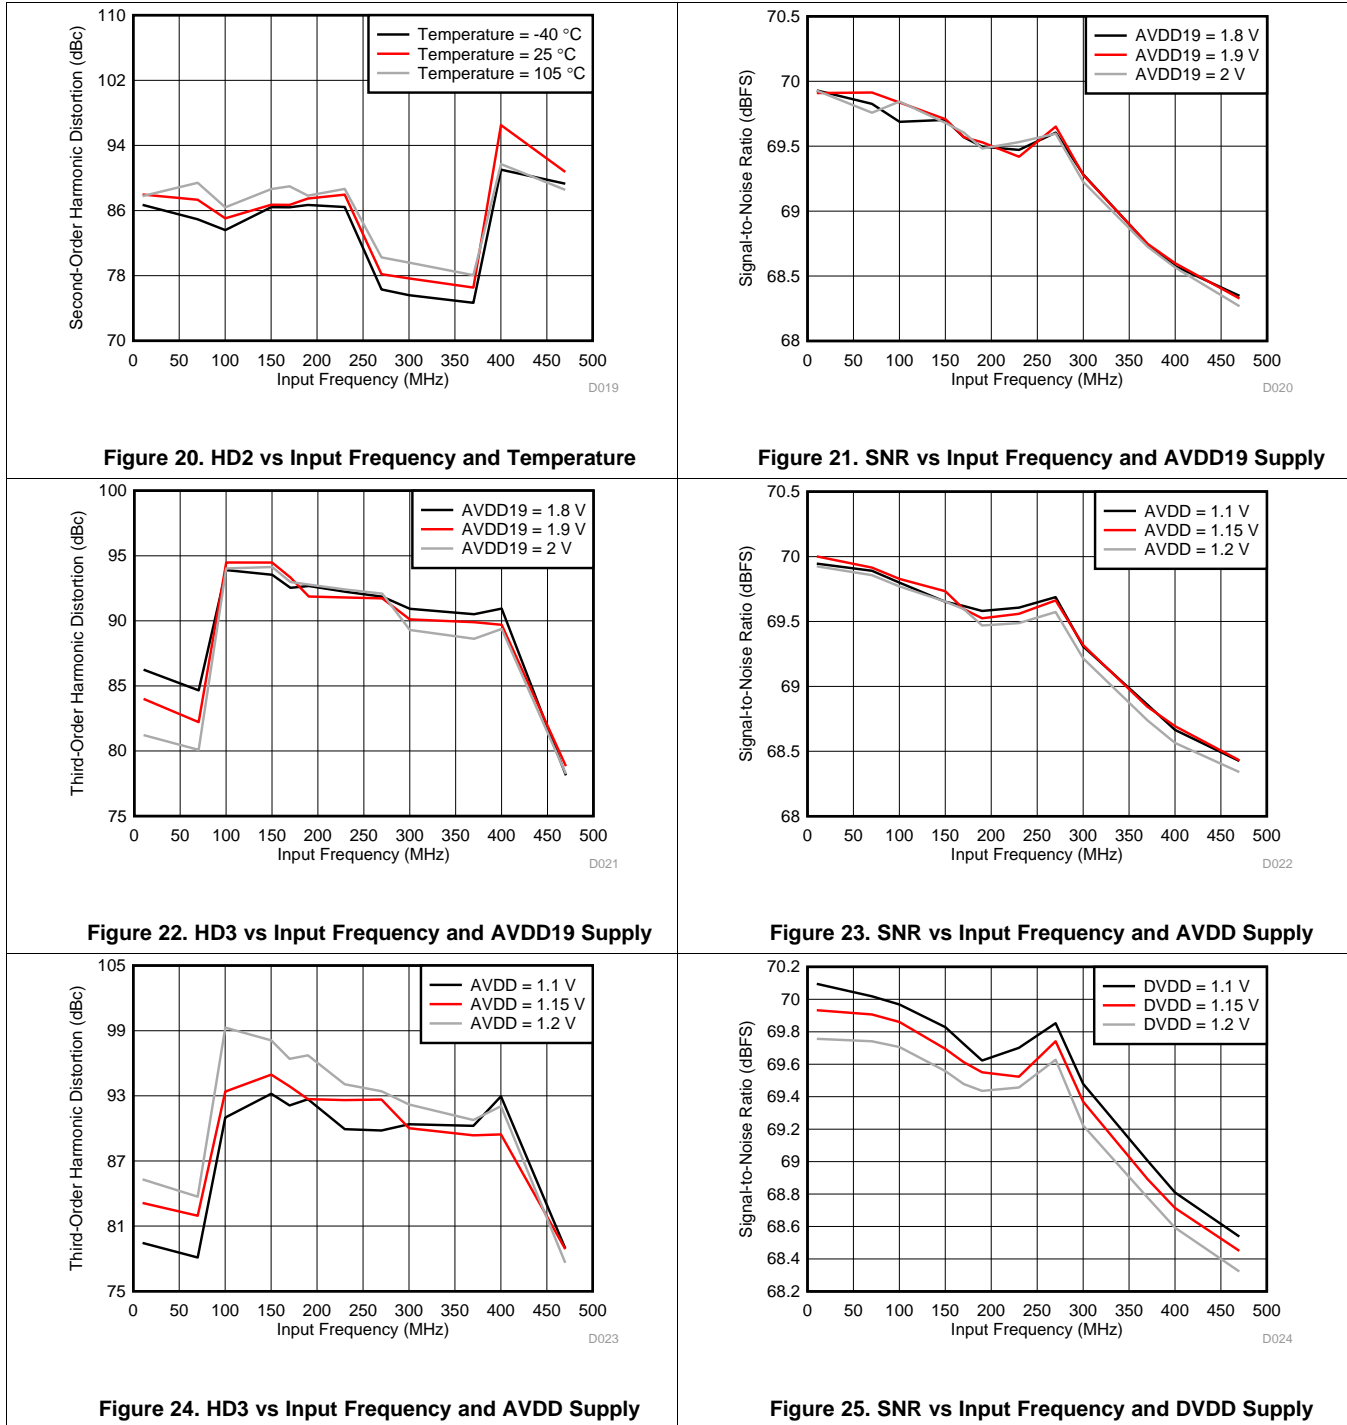 110
102
94
86
78
70
Second-Order Harmonic Distortion (dBc)
Temperature = -40 °C
Temperature = 25 °C
Temperature = 105 °C
0 50 100 150 200 250 300 350 400 450 500
Input Frequency (MHz)
D019
Figure 20. HD2 vs Input Frequency and Temperature
70.5
70
69.5
69
68.5
68
Signal-to-Noise Ratio (dBFS)
AVDD19 = 1.8 V
AVDD19 = 1.9 V
AVDD19 = 2 V
0 50 100 150 200 250 300 350 400 450 500
Input Frequency (MHz)
D020
Figure 21. SNR vs Input Frequency and AVDD19 Supply
100
95
90
85
80
75
Third-Order Harmonic Distortion (dBc)
AVDD19 = 1.8 V
AVDD19 = 1.9 V
AVDD19 = 2 V
0 50 100 150 200 250 300 350 400 450 500
Input Frequency (MHz)
D021
Figure 22. HD3 vs Input Frequency and AVDD19 Supply
70.5
70
69.5
69
68.5
68
Signal-to-Noise Ratio (dBFS)
AVDD = 1.1 V
AVDD = 1.15 V
AVDD = 1.2 V
0 50 100 150 200 250 300 350 400 450 500
Input Frequency (MHz)
D022
Figure 23. SNR vs Input Frequency and AVDD Supply
105
99
93
87
81
75
Third-Order Harmonic Distortion (dBc)
AVDD = 1.1 V
AVDD = 1.15 V
AVDD = 1.2 V
0 50 100 150 200 250 300 350 400 450 500
Input Frequency (MHz)
D023
Figure 24. HD3 vs Input Frequency and AVDD Supply
70.2
70
69.8
69.6
69.4
69.2
69
68.8
68.6
68.4
68.2
Signal-to-Noise Ratio (dBFS)
DVDD = 1.1 V
DVDD = 1.15 V
DVDD = 1.2 V
0 50 100 150 200 250 300 350 400 450 500
Input Frequency (MHz)
D024
Figure 25. SNR vs Input Frequency and DVDD Supply